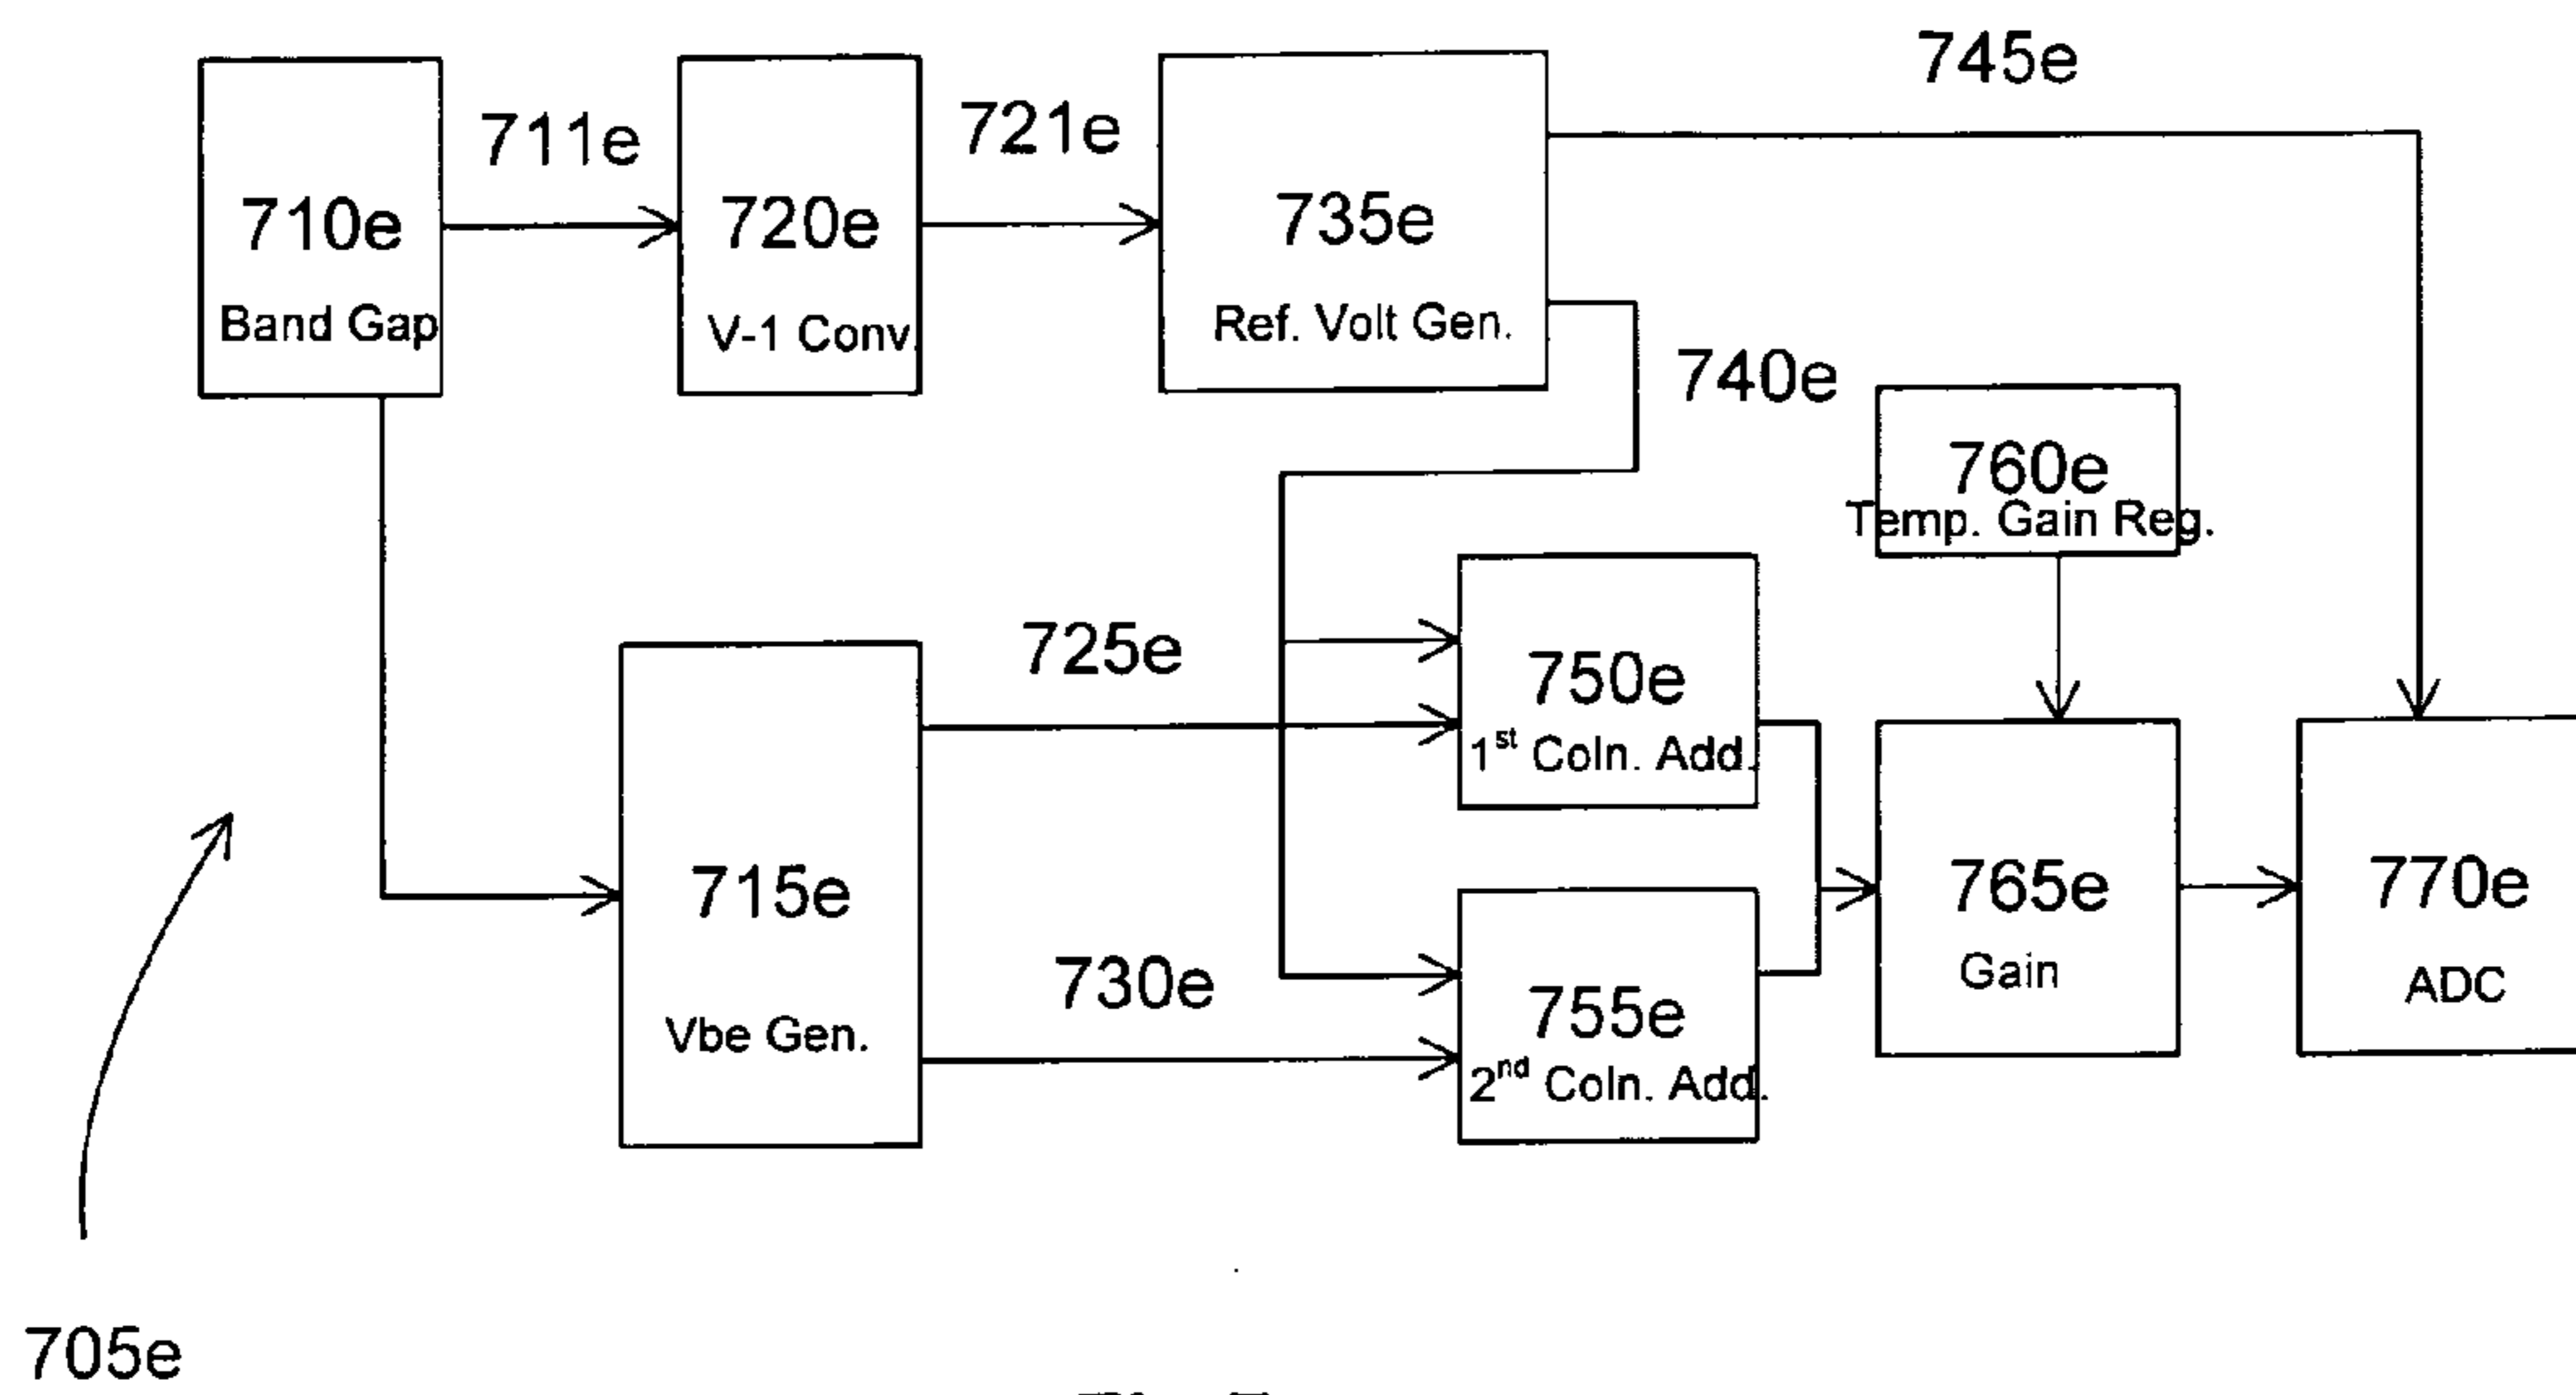 745e
711e
721e
710e
Band Gap
720e
V-1 Conv.
735e
Ref. Volt Gen.
740e
760e
Temp. Gain Reg.
725e
750e
1st Coln. Add.
715e
Vbe Gen.
730e
755e
2nd Coln. Add.
765e
Gain
770e
ADC
705e